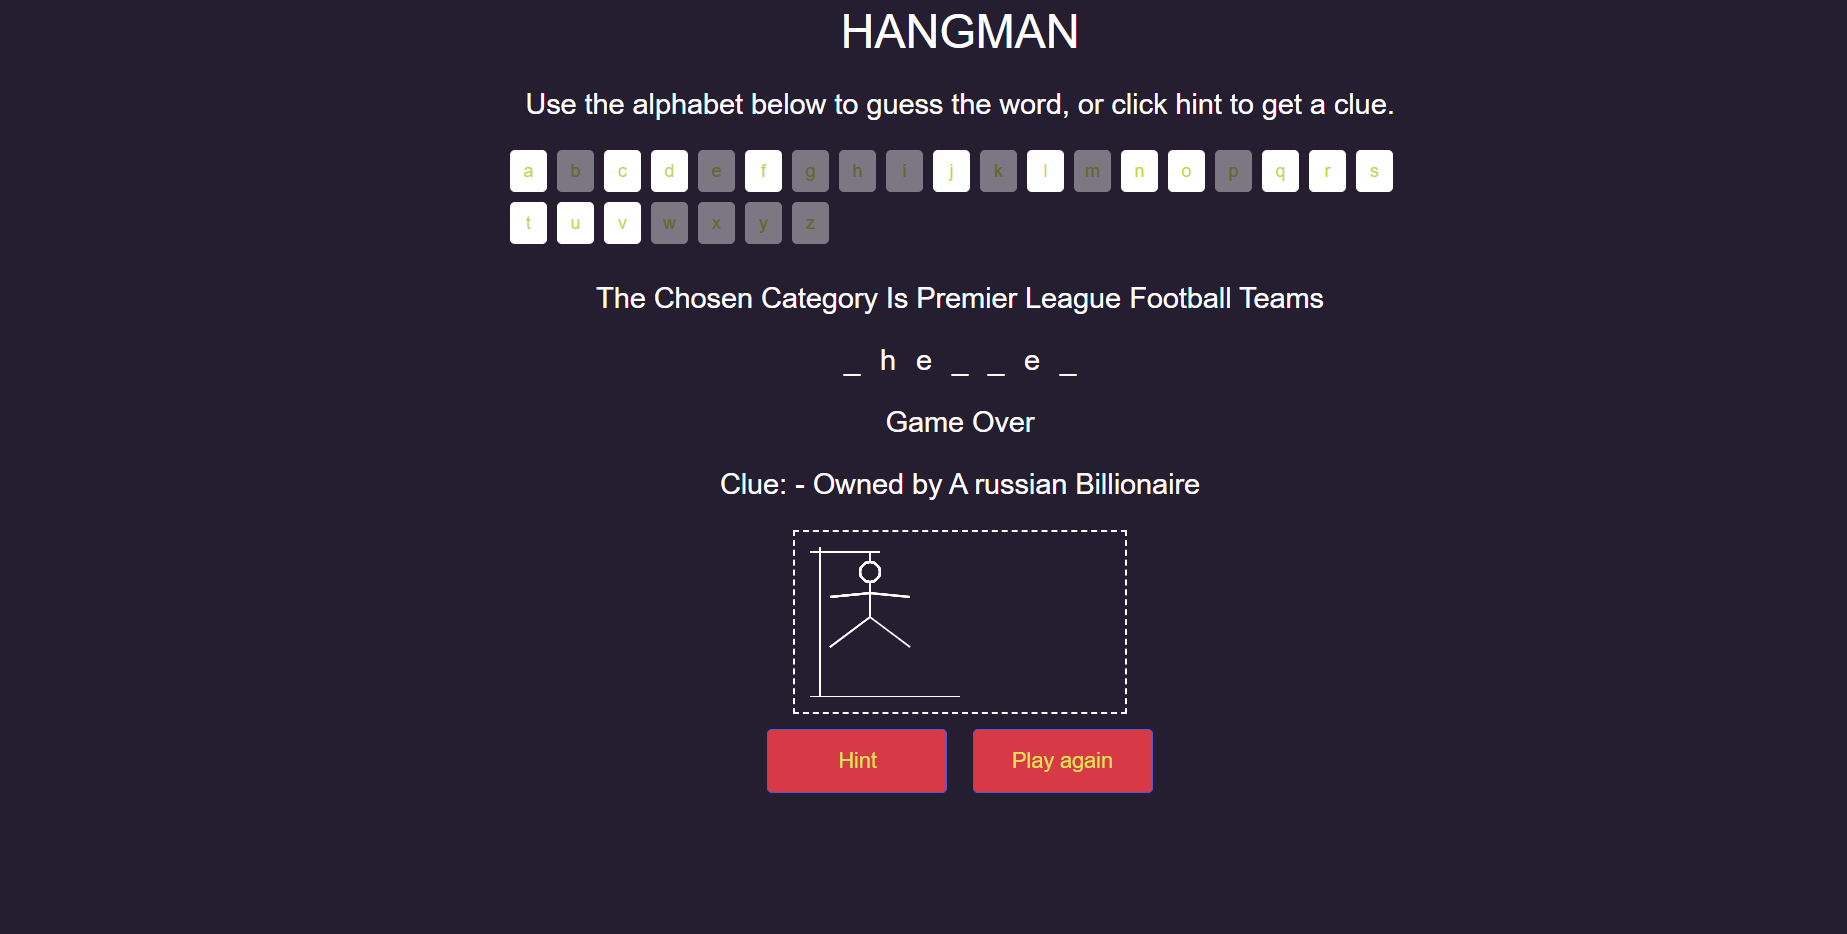 HANGMAN
Use the alphabet below to guess the word, or click hint to get a clue.
a b c d e f g h i j k l m n o p q r s
t u v w x y z
The Chosen Category Is Premier League Football Teams
_ h e _ _ e _
Game Over
Clue: - Owned by A russian Billionaire
Hint Play again